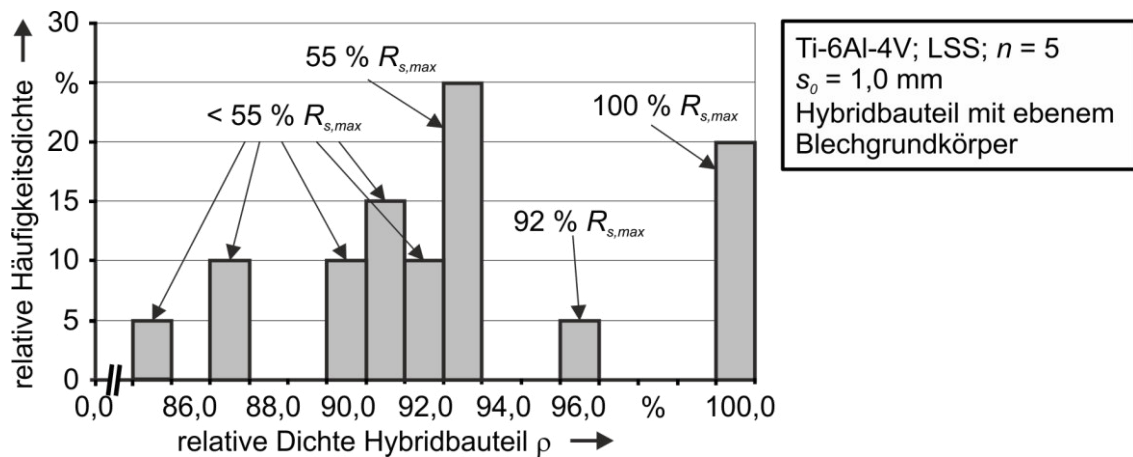 relative Häufigkeitsdichte
30
%
20
15
10
5
0
< 55 % Rs,max
55 % Rs,max
92 % Rs,max
100 % Rs,max
0,0 86,0 88,0 90,0 92,0 94,0 96,0 % 100,0
relative Dichte Hybridbauteil ρ
Ti-6Al-4V; LSS; n = 5
s0 = 1,0 mm
Hybridbauteil mit ebenem
Blechgrundkörper